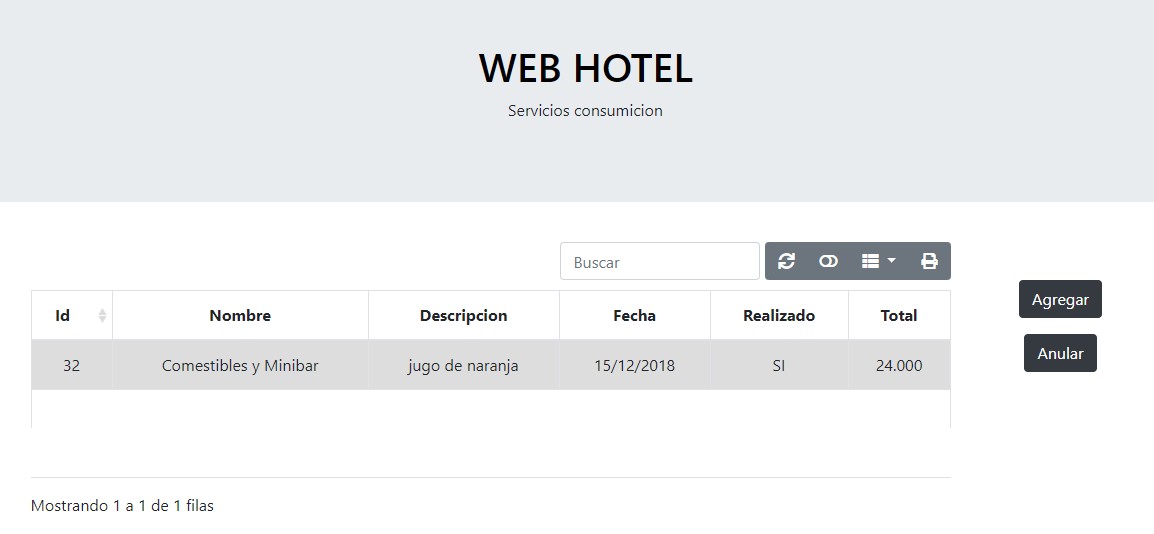 WEB HOTEL
Servicios consumicion
Buscar
Agregar
Anular
Id Nombre Descripcion Fecha Realizado Total
32 Comestibles y Minibar jugo de naranja 15/12/2018 SI 24.000
Mostrando 1 a 1 de 1 filas